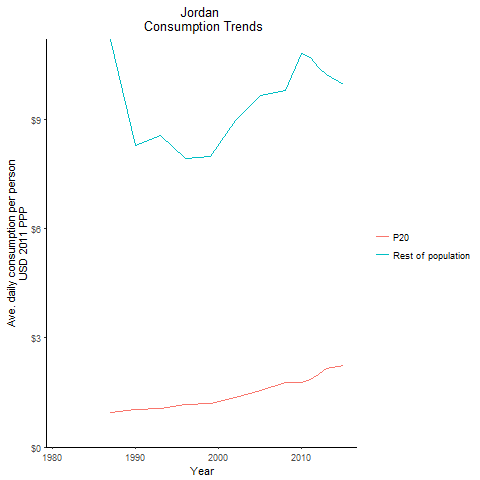 Jordan
Consumption Trends
Ave. daily consumption per person
USD 2011 PPP
$9
$6
$3
$0
1980
1990
2000
2010
Year
P20
Rest of population